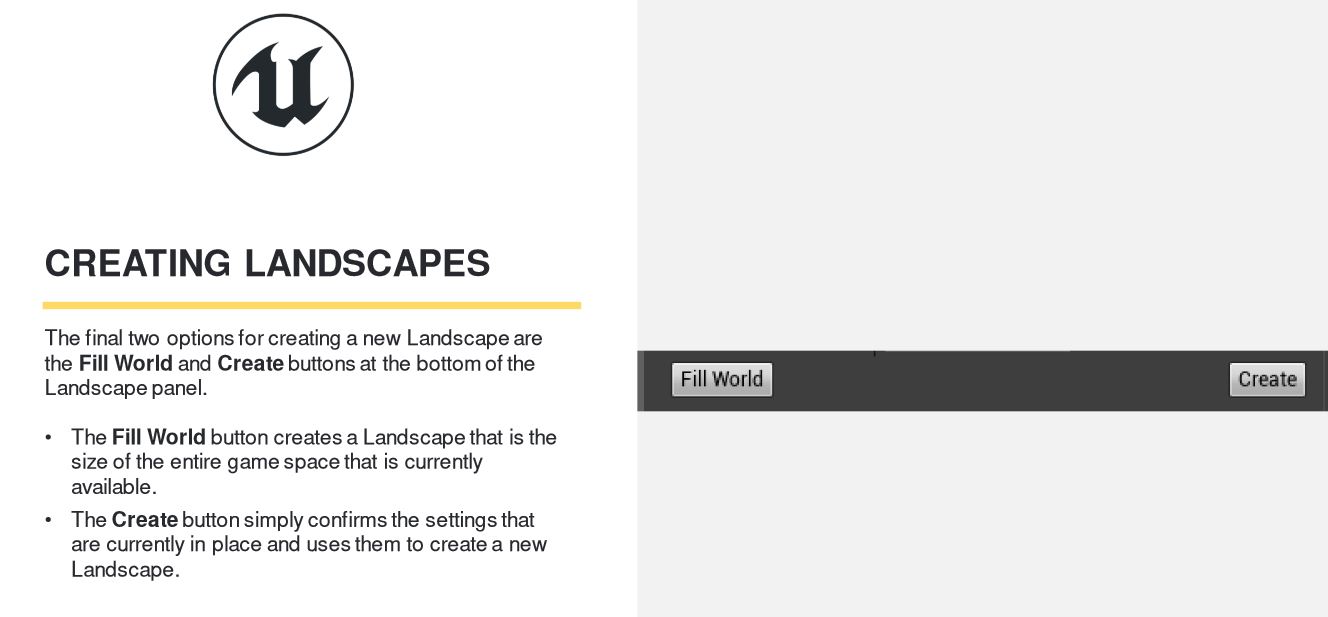 CREATING LANDSCAPES
The final two options for creating a new Landscape are
the Fill World and Create buttons at the bottom of the
Landscape panel.
• The Fill World button creates a Landscape that is the
size of the entire game space that is currently
available.
• The Create button simply confirms the settings that
are currently in place and uses them to create a new
Landscape.
Fill World
Create